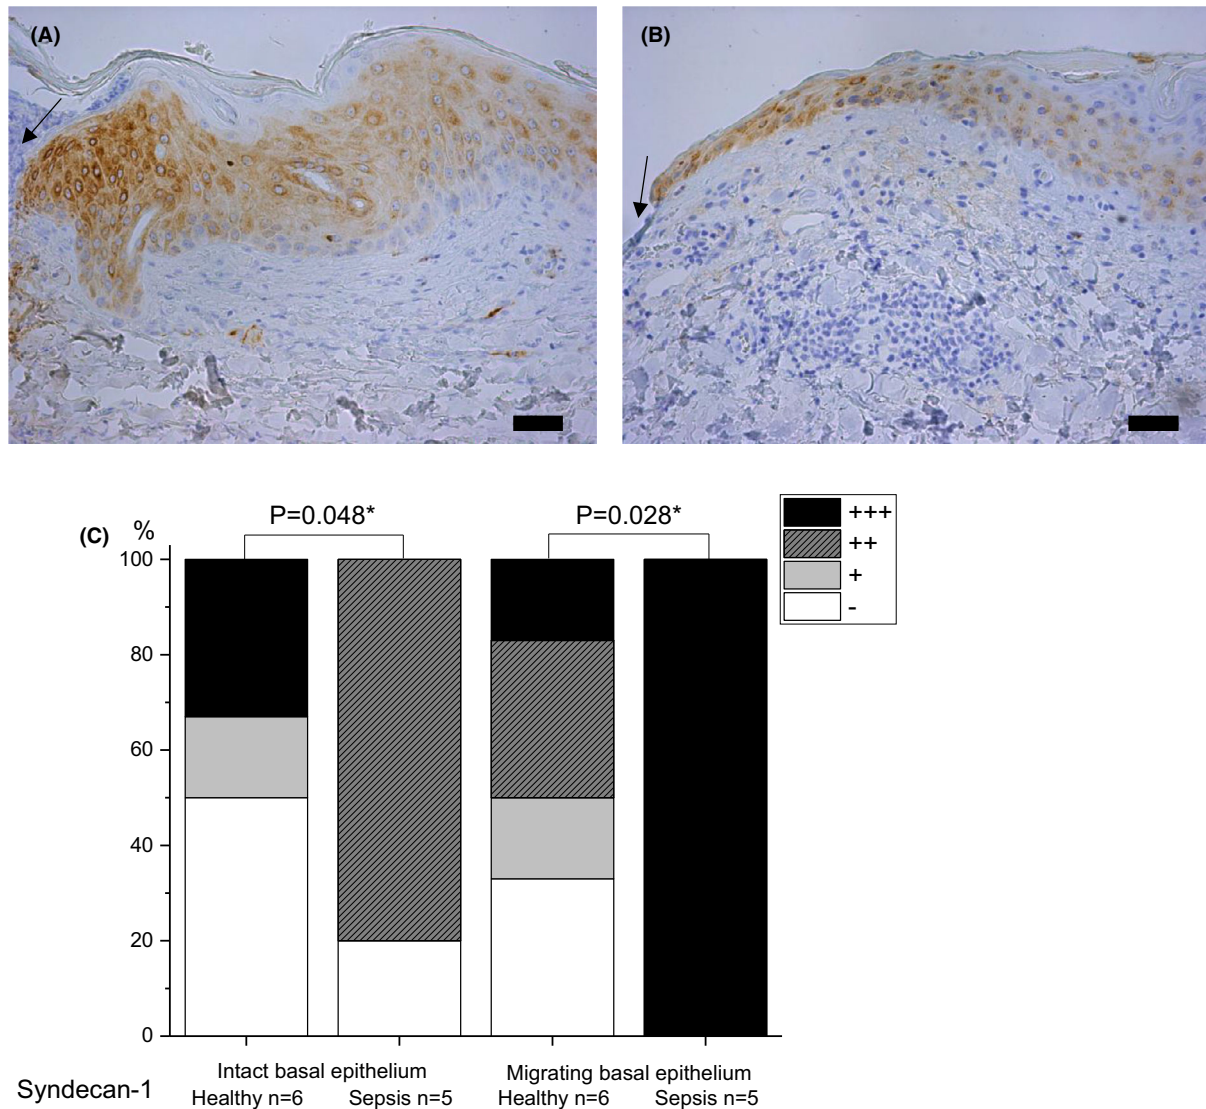 (A)
(B)
(C)
%
P=0.048*
P=0.028*
+++
++
+
-
100
80
60
40
20
0
Syndecan-1
Intact basal epithelium
Migrating basal epithelium
Healthy n=6 Sepsis n=5 Healthy n=6 Sepsis n=5